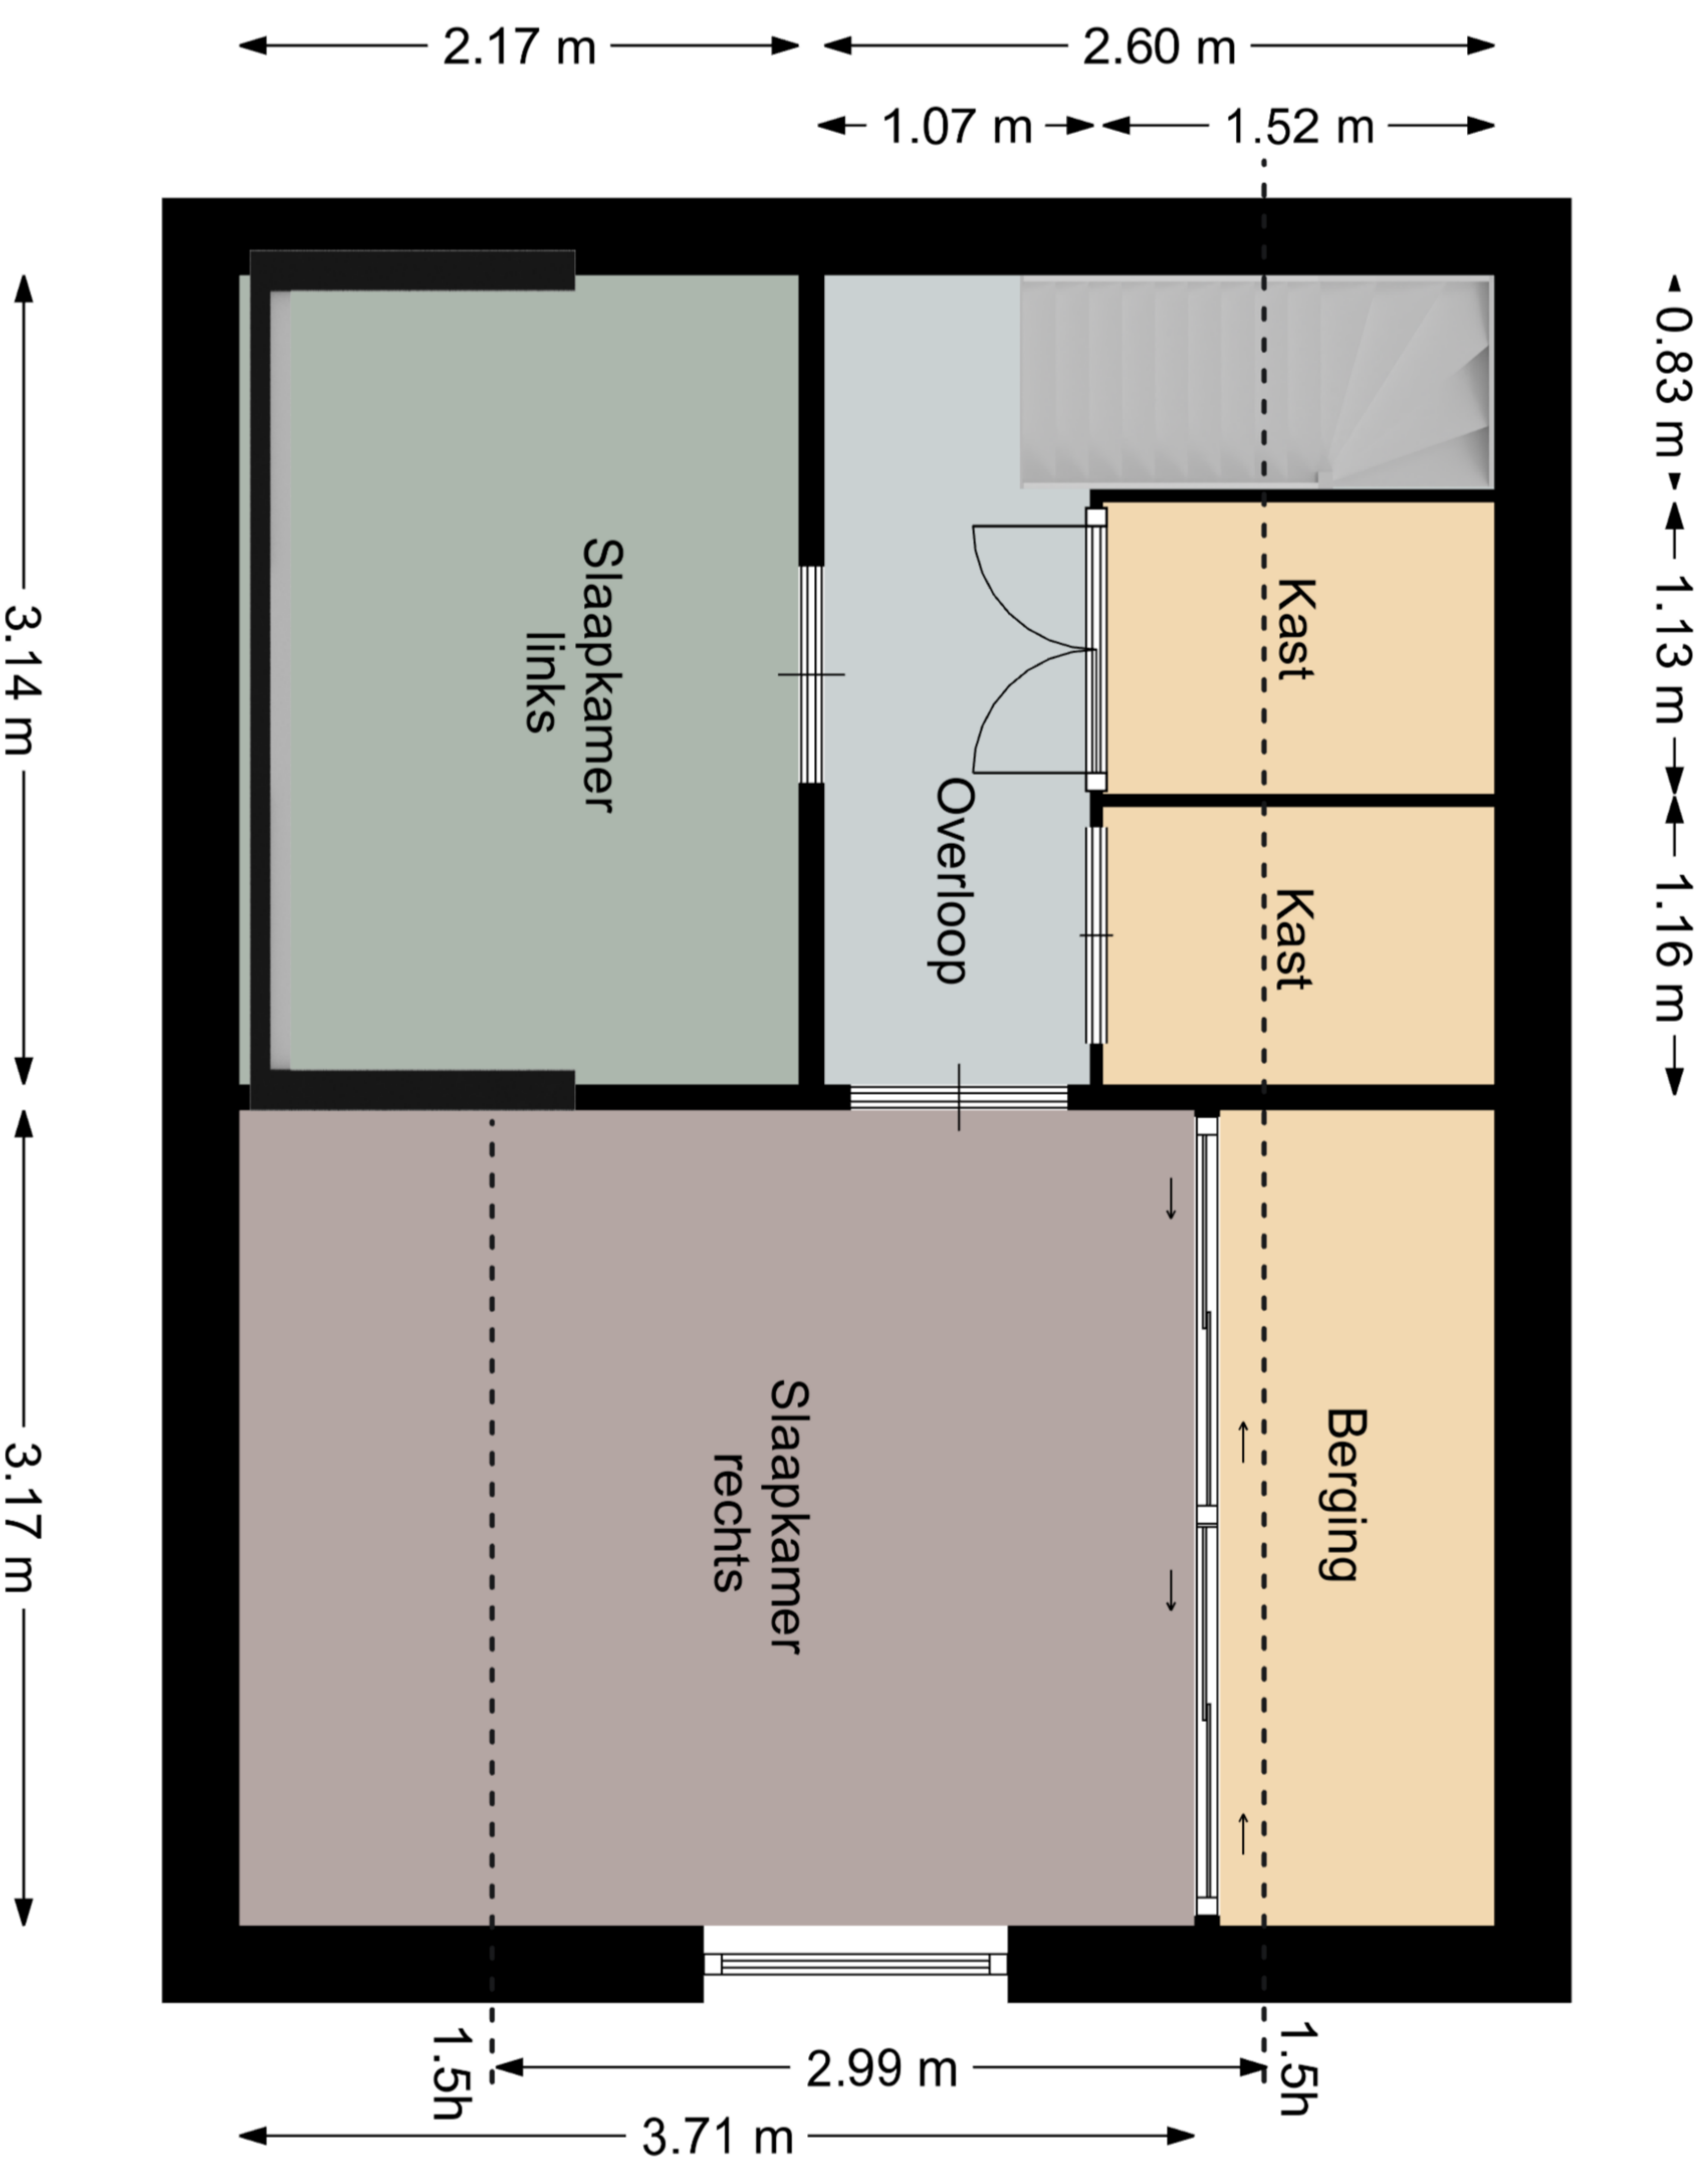 2.17 m
2.60 m
1.07 m
1.52 m
0.83 m
3.14 m
Slaapkamer
links
Kast
1.13 m
Overloop
Kast
1.16 m
3.17 m
Slaapkamer
rechts
Berging
1.5h
1.5h
2.99 m
3.71 m